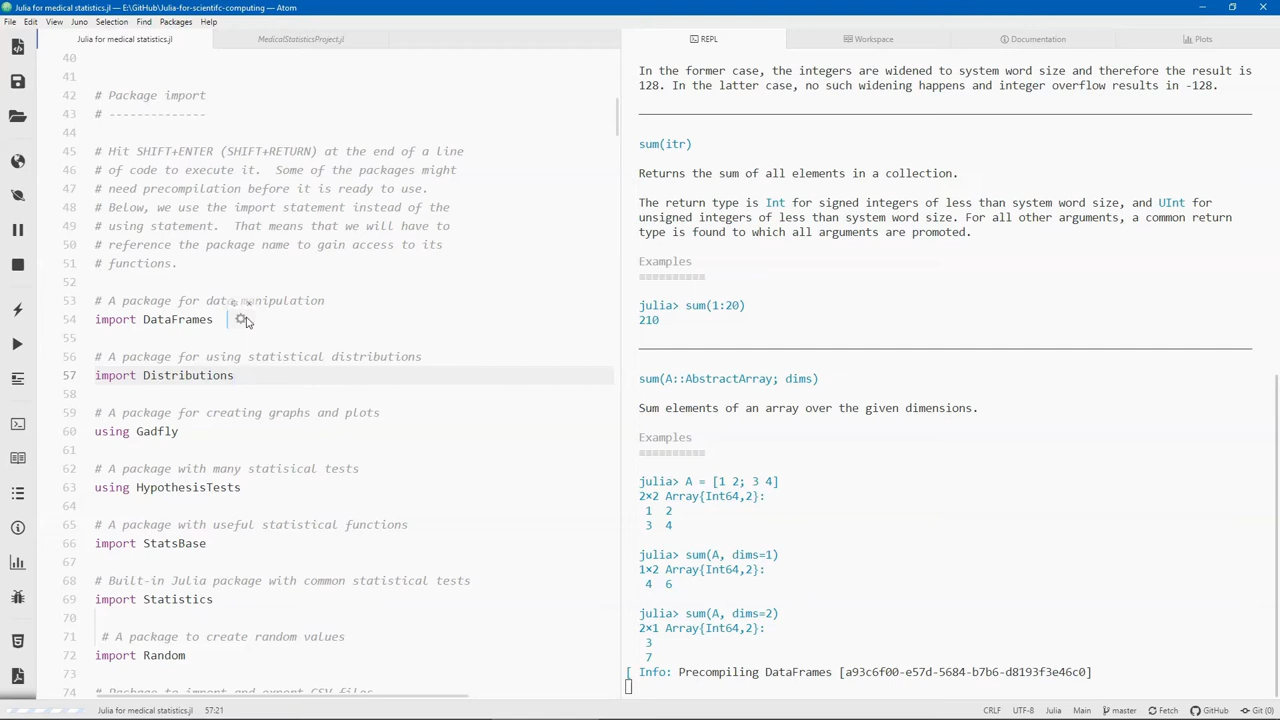 Julia for medical statistics.jl — E:\GitHub\Julia-for-scientifc-computing — Atom
File Edit View Juno Selection Find Packages Help
Julia for medical statistics.jl
MedicalStatisticsProject.jl
REPL
Workspace
Documentation
Plots
40
41
42 # Package import
43 # --------------
44
45 # Hit SHIFT+ENTER (SHIFT+RETURN) at the end of a line
46 # of code to execute it.  Some of the packages might
47 # need precompilation before it is ready to use.
48 # Below, we use the import statement instead of the
49 # using statement.  That means that we will have to
50 # reference the package name to gain access to its
51 # functions.
52
53 # A package for data manipulation
54 import DataFrames
55
56 # A package for using statistical distributions
57 import Distributions
58
59 # A package for creating graphs and plots
60 using Gadfly
61
62 # A package with many statisical tests
63 using HypothesisTests
64
65 # A package with useful statistical functions
66 import StatsBase
67
68 # Built-in Julia package with common statistical tests
69 import Statistics
70
71 # A package to create random values
72 import Random
73
74 # Package to import and export CSV files
In the former case, the integers are widened to system word size and therefore the result is
128. In the latter case, no such widening happens and integer overflow results in -128.
sum(itr)
Returns the sum of all elements in a collection.
The return type is Int for signed integers of less than system word size, and UInt for
unsigned integers of less than system word size. For all other arguments, a common return
type is found to which all arguments are promoted.
Examples
==========
julia> sum(1:20)
210
sum(A::AbstractArray; dims)
Sum elements of an array over the given dimensions.
Examples
==========
julia> A = [1 2; 3 4]
2×2 Array{Int64,2}:
1  2
3  4
julia> sum(A, dims=1)
1×2 Array{Int64,2}:
4  6
julia> sum(A, dims=2)
2×1 Array{Int64,2}:
3
7
[ Info: Precompiling DataFrames [a93c6f00-e57d-5684-b7b6-d8193f3e46c0]
Julia for medical statistics.jl 57:21
CRLF UTF-8 Julia Main master Fetch GitHub Git (0)